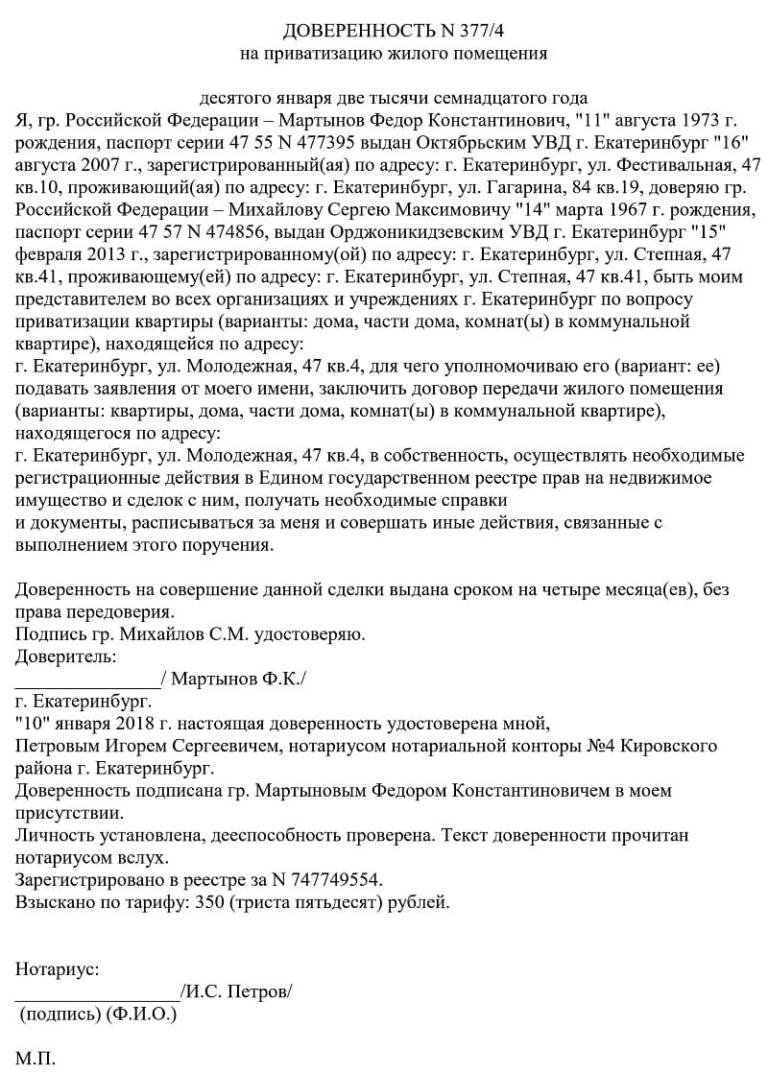 ДОВЕРЕННОСТЬ N 377/4
на приватизацию жилого помещения
десятого января две тысячи семнадцатого года
Я, гр. Российской Федерации – Мартынов Федор Константинович, "11" августа 1973 г.
рождения, паспорт серии 47 55 N 477395 выдан Октябрьским УВД г. Екатеринбург "16"
августа 2007 г., зарегистрированный(ая) по адресу: г. Екатеринбург, ул. Фестивальная, 47
кв.10, проживающий(ая) по адресу: г. Екатеринбург, ул. Гагарина, 84 кв.19, доверяю гр.
Российской Федерации – Михайлову Сергею Максимовичу "14" марта 1967 г. рождения,
паспорт серии 47 57 N 474856, выдан Орджоникидзевским УВД г. Екатеринбург "15"
февраля 2013 г., зарегистрированному(ой) по адресу: г. Екатеринбург, ул. Степная, 47
кв.41, проживающему(ей) по адресу: г. Екатеринбург, ул. Степная, 47 кв.41, быть моим
представителем во всех организациях и учреждениях г. Екатеринбург по вопросу
приватизации квартиры (варианты: дома, части дома, комнат(ы) в коммунальной
квартире), находящейся по адресу:
г. Екатеринбург, ул. Молодежная, 47 кв.4, для чего уполномочиваю его (вариант: ее)
подавать заявления от моего имени, заключить договор передачи жилого помещения
(варианты: квартиры, дома, части дома, комнат(ы) в коммунальной квартире),
находящегося по адресу:
г. Екатеринбург, ул. Молодежная, 47 кв.4, в собственность, осуществлять необходимые
регистрационные действия в Едином государственном реестре прав на недвижимое
имущество и сделок с ним, получать необходимые справки
и документы, расписываться за меня и совершать иные действия, связанные с
выполнением этого поручения.
Доверенность на совершение данной сделки выдана сроком на четыре месяца(ев), без
права передоверия.
Подпись гр. Михайлов С.М. удостоверяю.
Доверитель:
________________/ Мартынов Ф.К./
г. Екатеринбург.
"10" января 2018 г. настоящая доверенность удостоверена мной,
Петровым Игорем Сергеевичем, нотариусом нотариальной конторы №4 Кировского
района г. Екатеринбург.
Доверенность подписана гр. Мартыновым Федором Константиновичем в моем
присутствии.
Личность установлена, дееспособность проверена. Текст доверенности прочитан
нотариусом вслух.
Зарегистрировано в реестре за N 747749554.
Взыскано по тарифу: 350 (триста пятьдесят) рублей.
Нотариус:
__________________/И.С. Петров/
(подпись) (Ф.И.О.)
М.П.